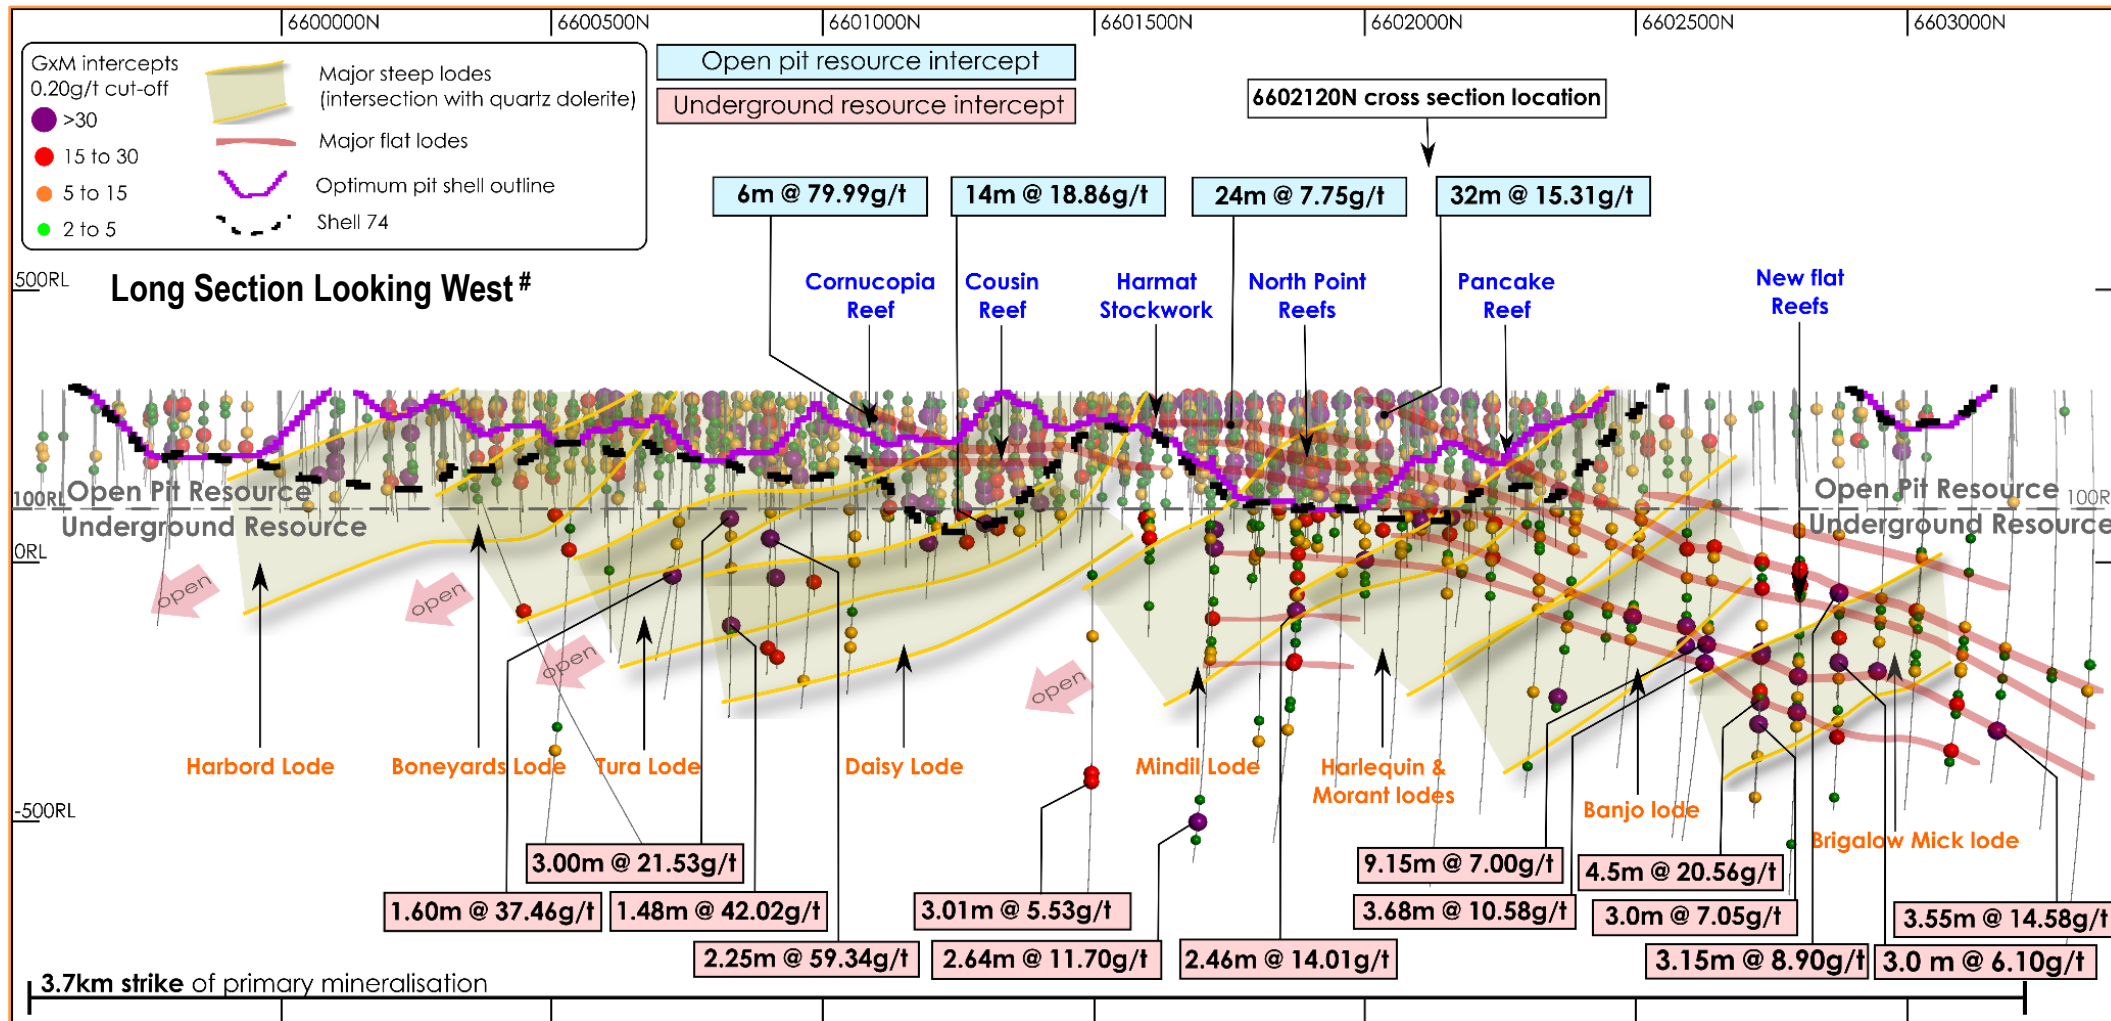 6600000N
6600500N
6601000N
6601500N
6602000N
6602500N
6603000N
GxM intercepts
0.20g/t cut-off
>30
15 to 30
5 to 15
2 to 5
Major steep lodes
(intersection with quartz dolerite)
Major flat lodes
Optimum pit shell outline
Shell 74
Open pit resource intercept
Underground resource intercept
6602120N cross section location
6m @ 79.99g/t
14m @ 18.86g/t
24m @ 7.75g/t
32m @ 15.31g/t
500RL
Long Section Looking West #
Cornucopia
Reef
Cousin
Reef
Harmat
Stockwork
North Point
Reefs
Pancake
Reef
New flat
Reefs
100RL
Open Pit Resource
Underground Resource
Open Pit Resource
100R
Underground Resource
0RL
open
open
open
open
Harbord Lode
Boneyards Lode
Tura Lode
Daisy Lode
Mindil Lode
Harlequin &
Morant lodes
Banjo lode
Brigalow Mick lode
-500RL
3.00m @ 21.53g/t
1.60m @ 37.46g/t
1.48m @ 42.02g/t
2.25m @ 59.34g/t
3.01m @ 5.53g/t
2.64m @ 11.70g/t
2.46m @ 14.01g/t
9.15m @ 7.00g/t
3.68m @ 10.58g/t
4.5m @ 20.56g/t
3.0m @ 7.05g/t
3.15m @ 8.90g/t
3.55m @ 14.58g/t
3.0 m @ 6.10g/t
3.7km strike of primary mineralisation